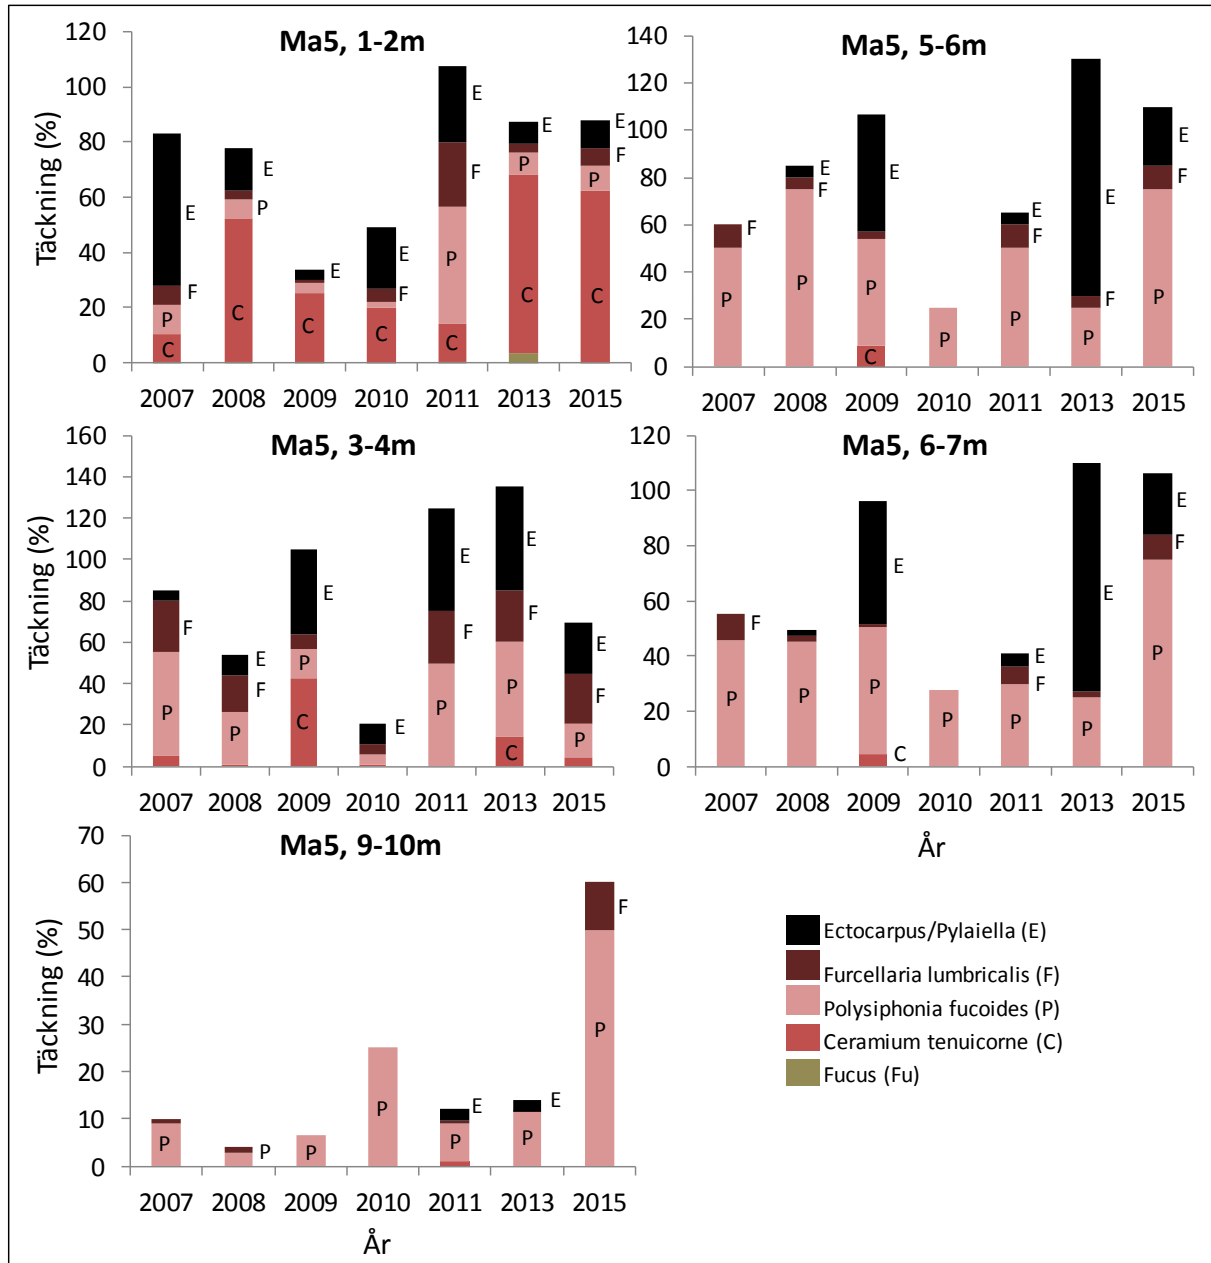 Ma5, 1-2m
Täckning (%)
120
100
80
60
40
20
0
E
F
P
C
E
P
C
E
E
F
C
E
F
P
C
E
P
C
E
F
P
C
2007 2008 2009 2010 2011 2013 2015
Ma5, 5-6m
140
120
100
80
60
40
20
0
F
P
E
F
P
E
P
C
P
E
F
P
E
F
P
E
F
P
2007 2008 2009 2010 2011 2013 2015
Ma5, 3-4m
Täckning (%)
160
140
120
100
80
60
40
20
0
F
P
E
F
P
E
P
C
E
E
F
P
E
F
P
C
E
F
P
2007 2008 2009 2010 2011 2013 2015
Ma5, 6-7m
120
100
80
60
40
20
0
F
P
P
E
P
C
P
E
F
P
E
P
E
F
P
2007 2008 2009 2010 2011 2013 2015
År
Ma5, 9-10m
Täckning (%)
70
60
50
40
30
20
10
0
P
P
P
P
E
P
E
P
F
P
2007 2008 2009 2010 2011 2013 2015
År
Ectocarpus/Pylaiella (E)
Furcellaria lumbricalis (F)
Polysiphonia fucoides (P)
Ceramium tenuicorne (C)
Fucus (Fu)